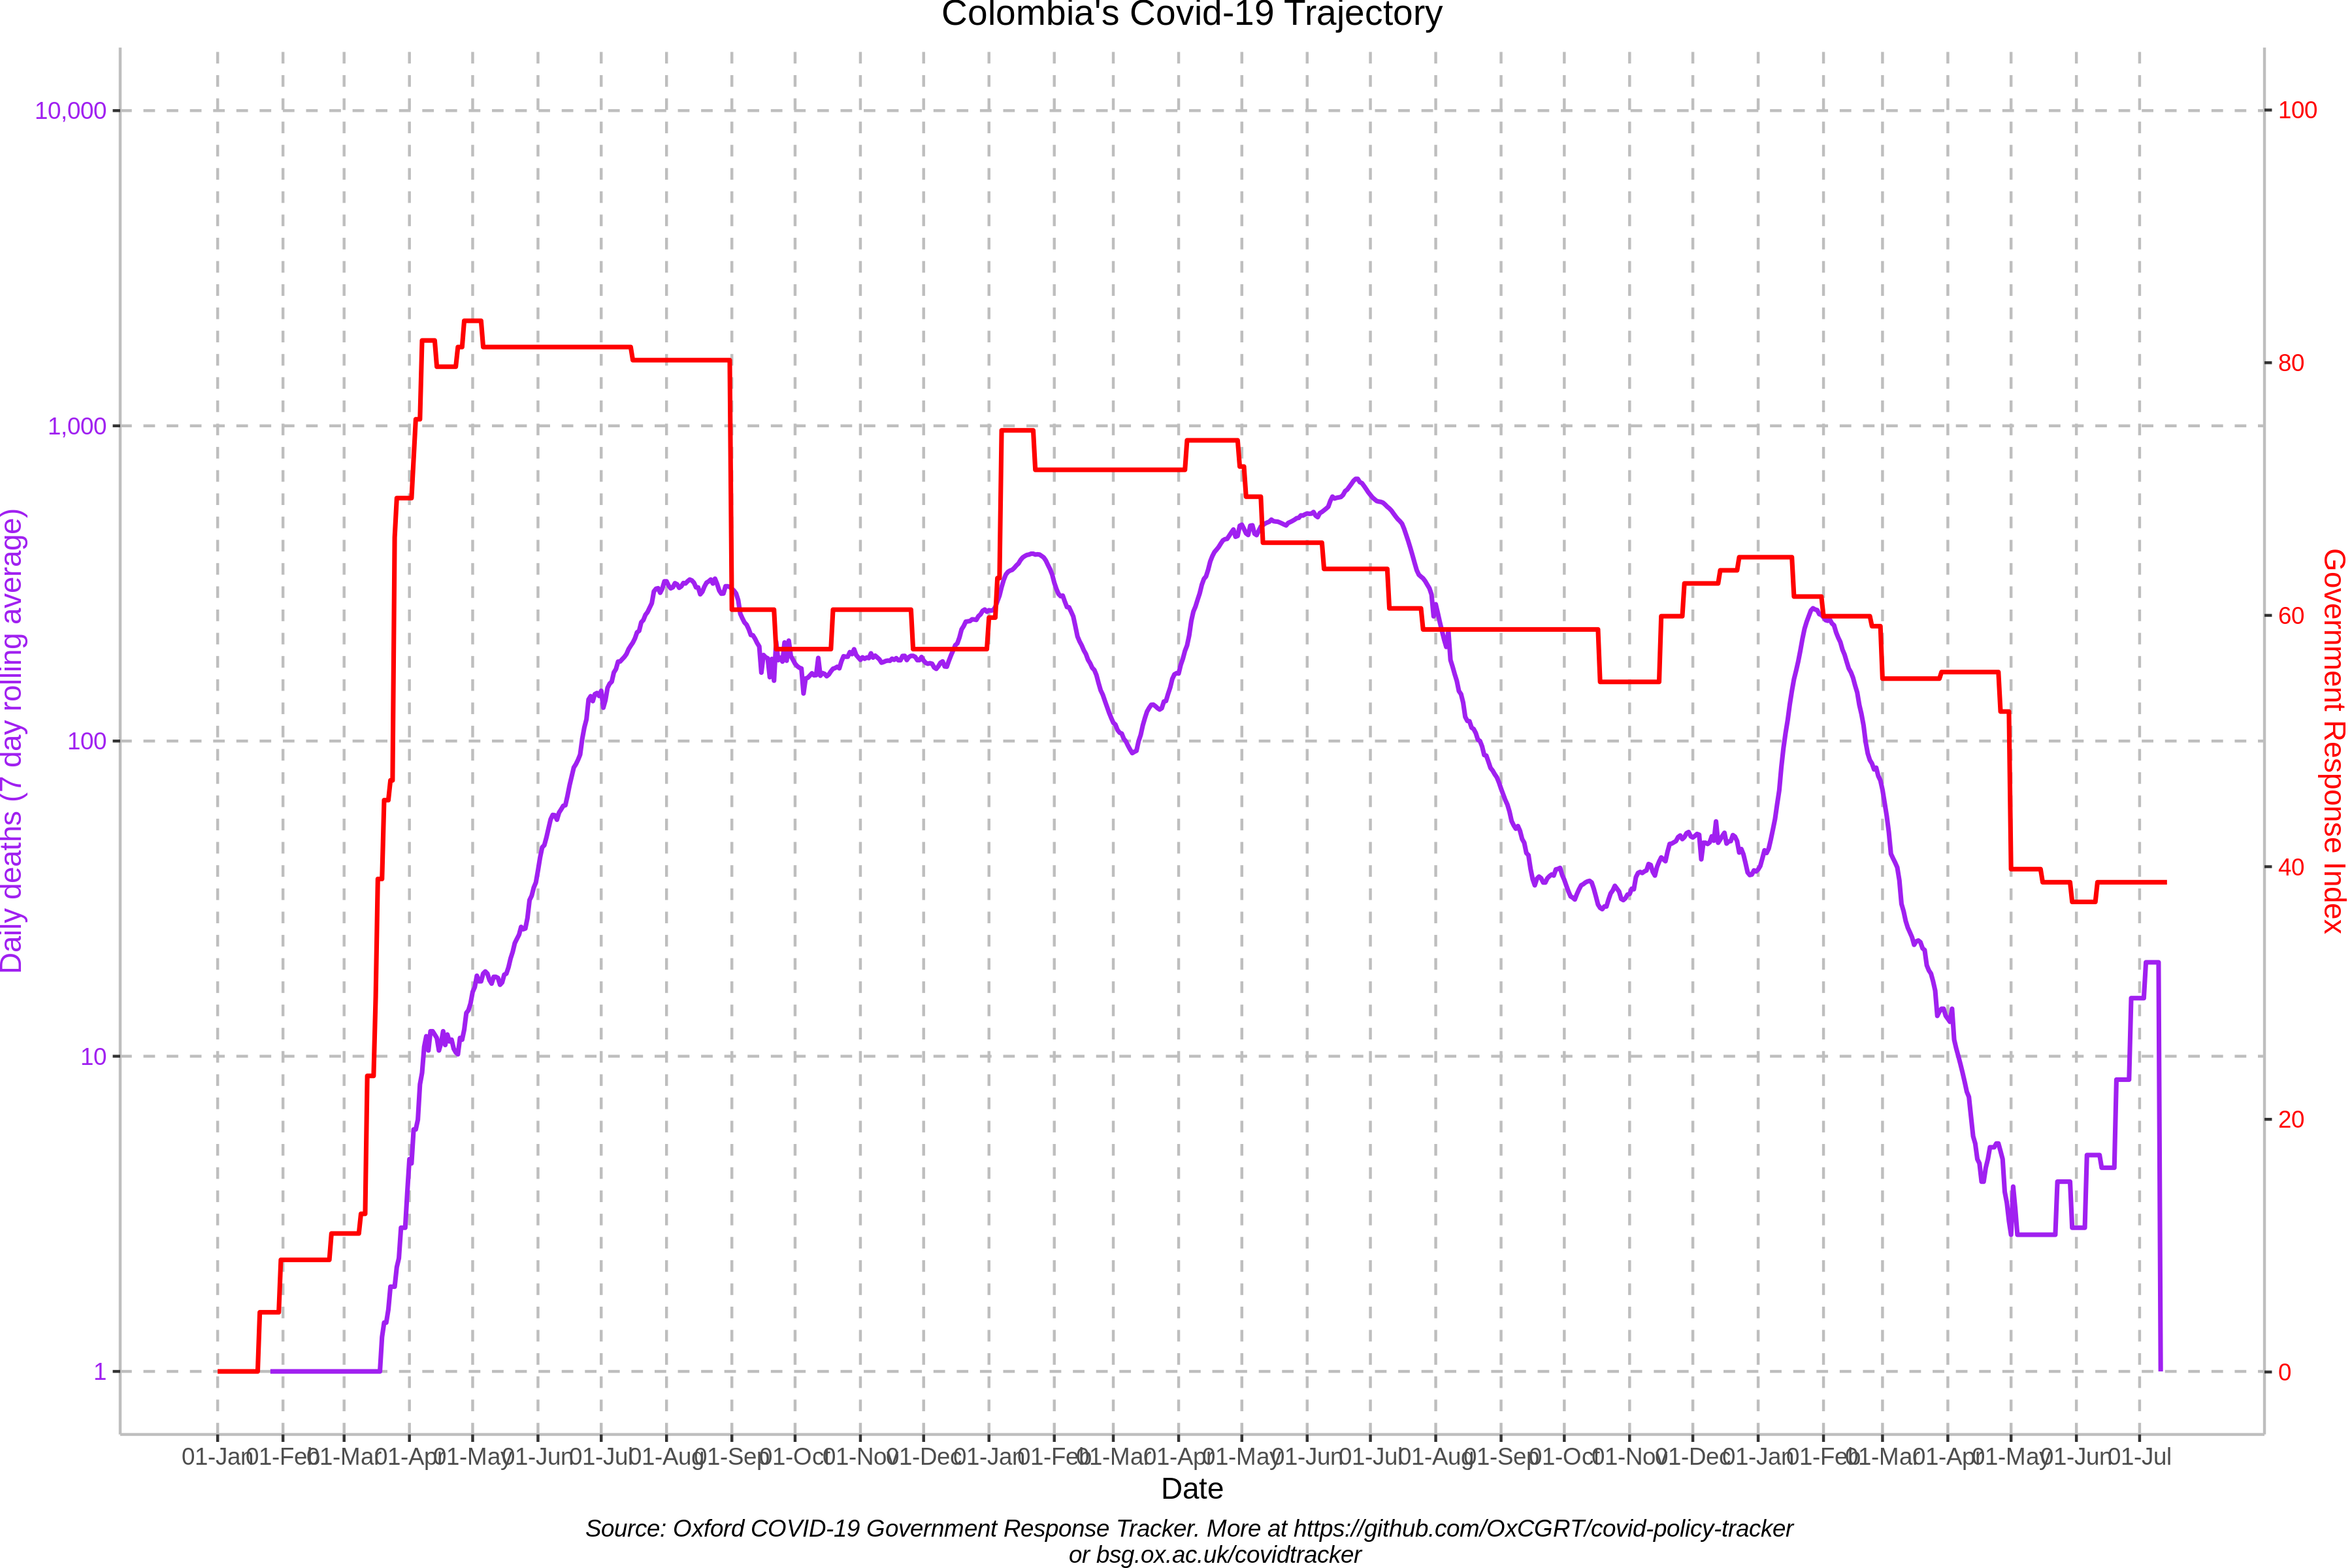 Colombia's Covid-19 Trajectory
10,000
1,000
100
10
1
Daily deaths (7 day rolling average)
100
80
60
40
20
0
Government Response Index
01-Jan 01-Feb 01-Mar 01-Apr 01-May 01-Jun 01-Jul 01-Aug 01-Sep 01-Oct 01-Nov 01-Dec 01-Jan 01-Feb 01-Mar 01-Apr 01-May 01-Jun 01-Jul 01-Aug 01-Sep 01-Oct 01-Nov 01-Dec 01-Jan 01-Feb 01-Mar 01-Apr 01-May 01-Jun 01-Jul
Date
Source: Oxford COVID-19 Government Response Tracker. More at https://github.com/OxCGRT/covid-policy-tracker
or bsg.ox.ac.uk/covidtracker